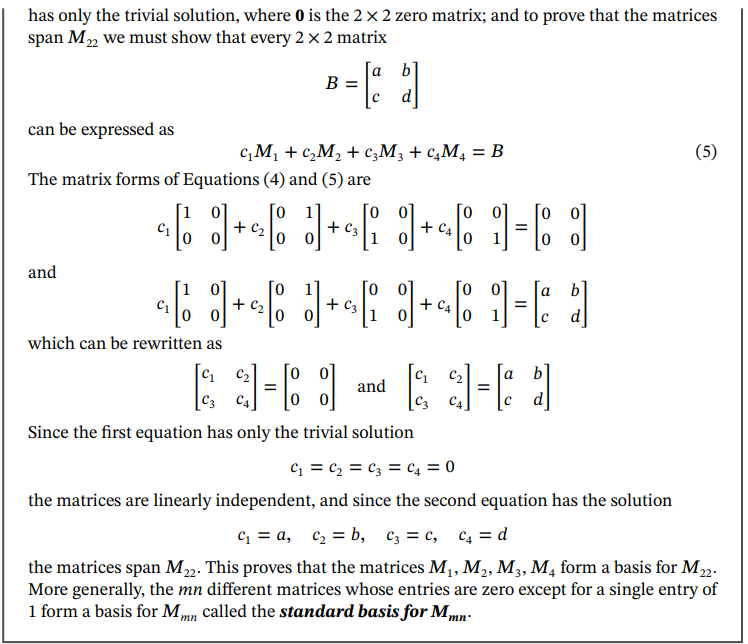 has only the trivial solution, where 0 is the 2 × 2 zero matrix; and to prove that the matrices
span M₂₂ we must show that every 2 × 2 matrix
B = [a b; c d]
can be expressed as
c₁M₁ + c₂M₂ + c₃M₃ + c₄M₄ = B (5)
The matrix forms of Equations (4) and (5) are
c₁ [1 0; 0 0] + c₂ [0 1; 0 0] + c₃ [0 0; 1 0] + c₄ [0 0; 0 1] = [0 0; 0 0]
and
c₁ [1 0; 0 0] + c₂ [0 1; 0 0] + c₃ [0 0; 1 0] + c₄ [0 0; 0 1] = [a b; c d]
which can be rewritten as
[c₁ c₂; c₃ c₄] = [0 0; 0 0] and [c₁ c₂; c₃ c₄] = [a b; c d]
Since the first equation has only the trivial solution
c₁ = c₂ = c₃ = c₄ = 0
the matrices are linearly independent, and since the second equation has the solution
c₁ = a, c₂ = b, c₃ = c, c₄ = d
the matrices span M₂₂. This proves that the matrices M₁, M₂, M₃, M₄ form a basis for M₂₂.
More generally, the mn different matrices whose entries are zero except for a single entry of
1 form a basis for Mₘₙ called the standard basis for Mₘₙ.